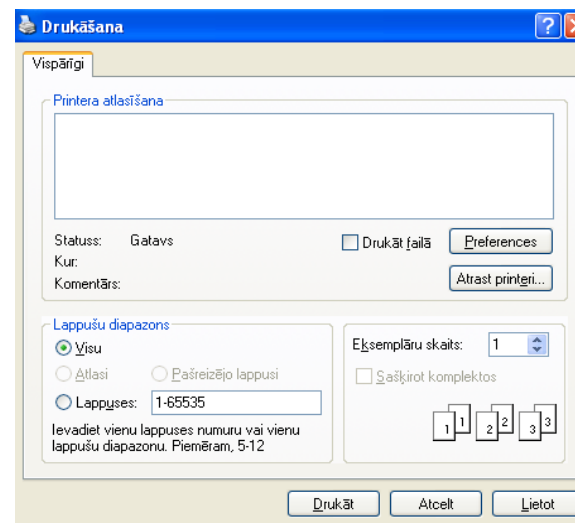 Drukāšana
Vispārīgi
Printera atlasīšana
Statuss: Gatavs
Drukāt failā
Preferences
Kur:
Komentārs:
Atrast printeri...
Lappušu diapazons
Visu
Atlasi
Pašreizējo lappusi
Lappuses: 1-65535
Ievadiet vienu lappuses numuru vai vienu
lappušu diapazonu. Piemēram, 5-12
Eksemplāru skaits: 1
Sašķirot komplektos
1 1 2 2 3 3
Drukāt
Atcelt
Lietot